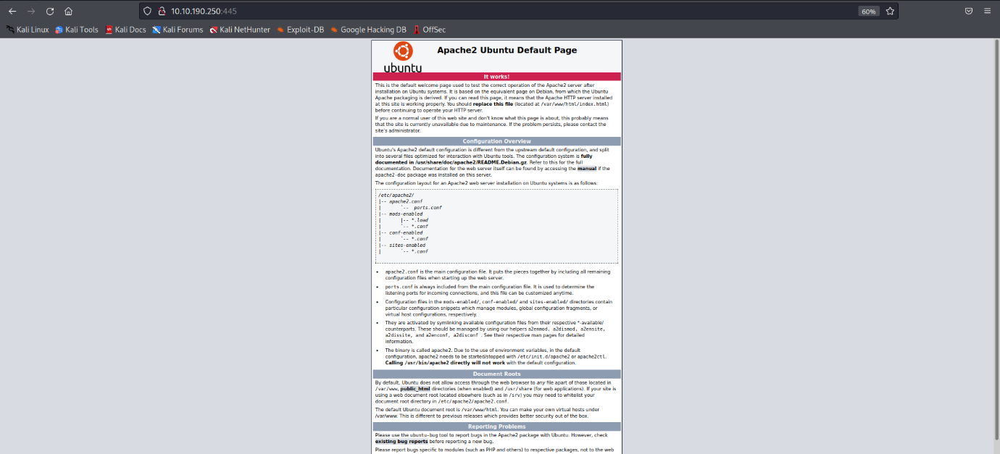 10.10.190.250:445
60%
Kali Linux Kali Tools Kali Docs Kali Forums Kali NetHunter Exploit-DB Google Hacking DB OffSec
ubuntu
Apache2 Ubuntu Default Page
It works!
This is the default welcome page used to test the correct operation of the Apache2 server after
installation on Ubuntu systems. It is based on the equivalent page on Debian, from which the Ubuntu
Apache packaging is derived. If you can read this page, it means that the Apache HTTP server installed
at this site is working properly. You should replace this file (located at /var/www/html/index.html)
before continuing to operate your HTTP server.
If you are a normal user of this web site and don't know what this page is about, this probably means
that the site is currently unavailable due to maintenance. If the problem persists, please contact the
site's administrator.
Configuration Overview
Ubuntu's Apache2 default configuration is different from the upstream default configuration, and split
into several files optimized for interaction with Ubuntu tools. The configuration system is fully
documented in /usr/share/doc/apache2/README.Debian.gz. Refer to this for the full
documentation. Documentation for the web server itself can be found by accessing the manual if the
apache2-doc package was installed on this server.
The configuration layout for an Apache2 web server installation on Ubuntu systems is as follows:
/etc/apache2/
|-- apache2.conf
|       `--  ports.conf
|-- mods-enabled
|       |-- *.load
|       `-- *.conf
|-- conf-enabled
|       `-- *.conf
|-- sites-enabled
|       `-- *.conf
• apache2.conf is the main configuration file. It puts the pieces together by including all remaining
configuration files when starting up the web server.
• ports.conf is always included from the main configuration file. It is used to determine the
listening ports for incoming connections, and this file can be customized anytime.
• Configuration files in the mods-enabled/, conf-enabled/ and sites-enabled/ directories contain
particular configuration snippets which manage modules, global configuration fragments, or
virtual host configurations, respectively.
• They are activated by symlinking available configuration files from their respective *-available/
counterparts. These should be managed by using our helpers a2enmod, a2dismod, a2ensite,
a2dissite, and a2enconf, a2disconf . See their respective man pages for detailed
information.
• The binary is called apache2. Due to the use of environment variables, in the default
configuration, apache2 needs to be started/stopped with /etc/init.d/apache2 or apache2ctl.
Calling /usr/bin/apache2 directly will not work with the default configuration.
Document Roots
By default, Ubuntu does not allow access through the web browser to any file apart of those located in
/var/www, public_html directories (when enabled) and /usr/share (for web applications). If your site is
using a web document root located elsewhere (such as in /srv) you may need to whitelist your
document root directory in /etc/apache2/apache2.conf.
The default Ubuntu document root is /var/www/html. You can make your own virtual hosts under
/var/www. This is different to previous releases which provides better security out of the box.
Reporting Problems
Please use the ubuntu-bug tool to report bugs in the Apache2 package with Ubuntu. However, check
existing bug reports before reporting a new bug.
Please report bugs specific to modules (such as PHP and others) to respective packages, not to the web